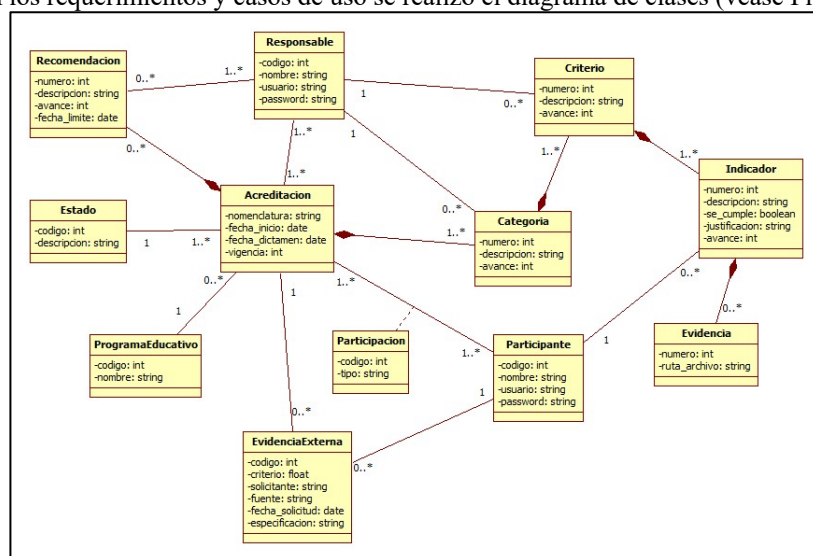 los requerimientos y casos de uso se realizó el diagrama de clases (véase
Responsable
-codigo: int
-nombre: string
-usuario: string
-password: string
Recomendacion
-numero: int
-descripcion: string
-avance: int
-fecha_limite: date
Criterio
-numero: int
-descripcion: string
-avance: int
0..*
1..*
1
0..*
1..*
1
0..*
1..*
1..*
1..*
Indicador
-numero: int
-descripcion: string
-se_cumple: boolean
-justificacion: string
-avance: int
Acreditacion
-nomenclatura: string
-fecha_inicio: date
-fecha_dictamen: date
-vigencia: int
Estado
-codigo: int
-descripcion: string
1
1..*
0..*
1..*
Categoria
-numero: int
-descripcion: string
-avance: int
0..*
1
1..*
0..*
0..*
1
ProgramaEducativo
-codigo: int
-nombre: string
Participacion
-codigo: int
-tipo: string
1..*
Participante
-codigo: int
-nombre: string
-usuario: string
-password: string
1
Evidencia
-numero: int
-ruta_archivo: string
1
0..*
0..*
EvidenciaExterna
-codigo: int
-criterio: float
-solicitante: string
-fuente: string
-fecha_solicitud: date
-especificacion: string